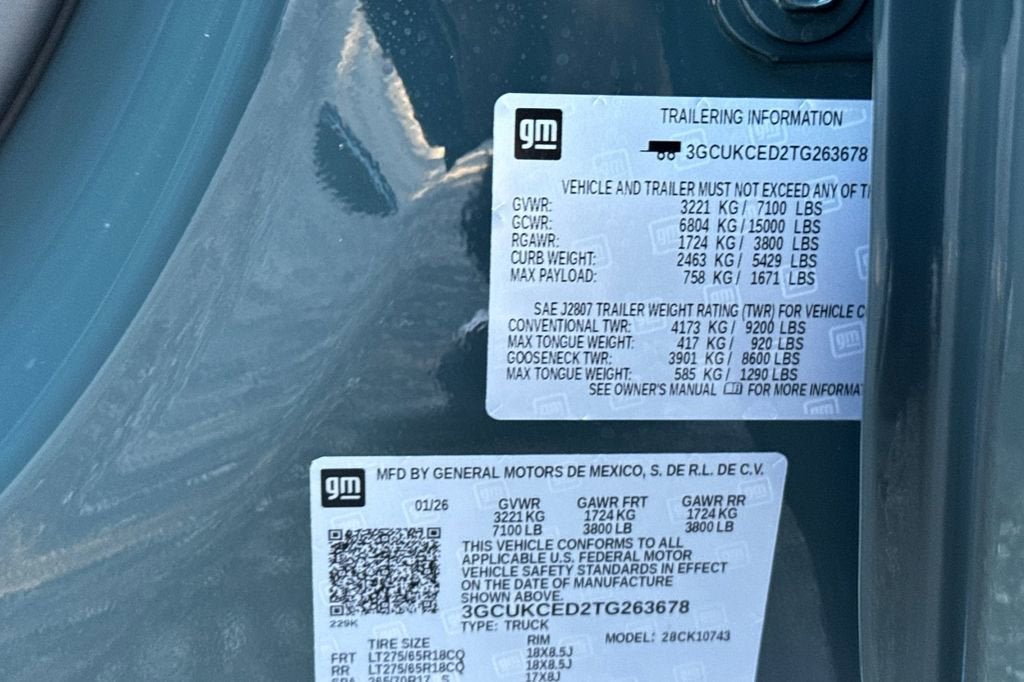 gm
TRAILERING INFORMATION
3GCUKCED2TG263678
VEHICLE AND TRAILER MUST NOT EXCEED ANY OF
GVWR: 3221 KG / 7100 LBS
GCWR: 6804 KG / 15000 LBS
RGAWR: 1724 KG / 3800 LBS
CURB WEIGHT: 2463 KG / 5429 LBS
MAX PAYLOAD: 758 KG / 1671 LBS
SAE J2807 TRAILER WEIGHT RATING (TWR) FOR VEHICLE
CONVENTIONAL TWR: 4173 KG / 9200 LBS
MAX TONGUE WEIGHT: 417 KG / 920 LBS
GOOSENECK TWR: 3901 KG / 8600 LBS
MAX TONGUE WEIGHT: 585 KG / 1290 LBS
SEE OWNER'S MANUAL FOR MORE INFORMAT
gm
MFD BY GENERAL MOTORS DE MEXICO, S. DE R.L. DE C.V.
01/26 GVWR GAWR FRT GAWR RR
3221 KG 1724 KG 1724 KG
7100 LB 3800 LB 3800 LB
THIS VEHICLE CONFORMS TO ALL
APPLICABLE U.S. FEDERAL MOTOR
VEHICLE SAFETY STANDARDS IN EFFECT
ON THE DATE OF MANUFACTURE
SHOWN ABOVE.
3GCUKCED2TG263678
229K
TYPE: TRUCK MODEL: 28CK10743
TIRE SIZE RIM
FRT LT275/65R18CQ 18X8.5J
RR LT275/65R18CQ 18X8.5J
17X8J